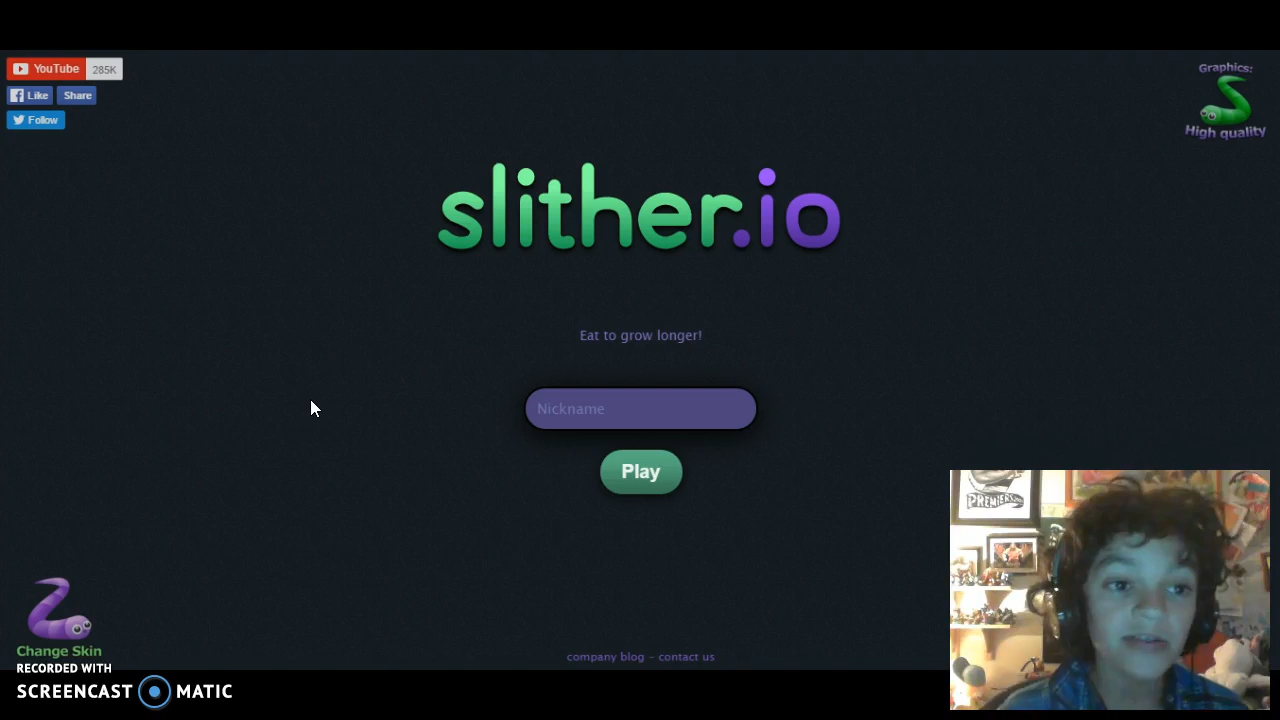 YouTube 285K
Like Share
Follow
Graphics:
High quality
slither.io
Eat to grow longer!
Nickname
Play
PREMIER
Change Skin
RECORDED WITH
SCREENCAST MATIC
company blog - contact us